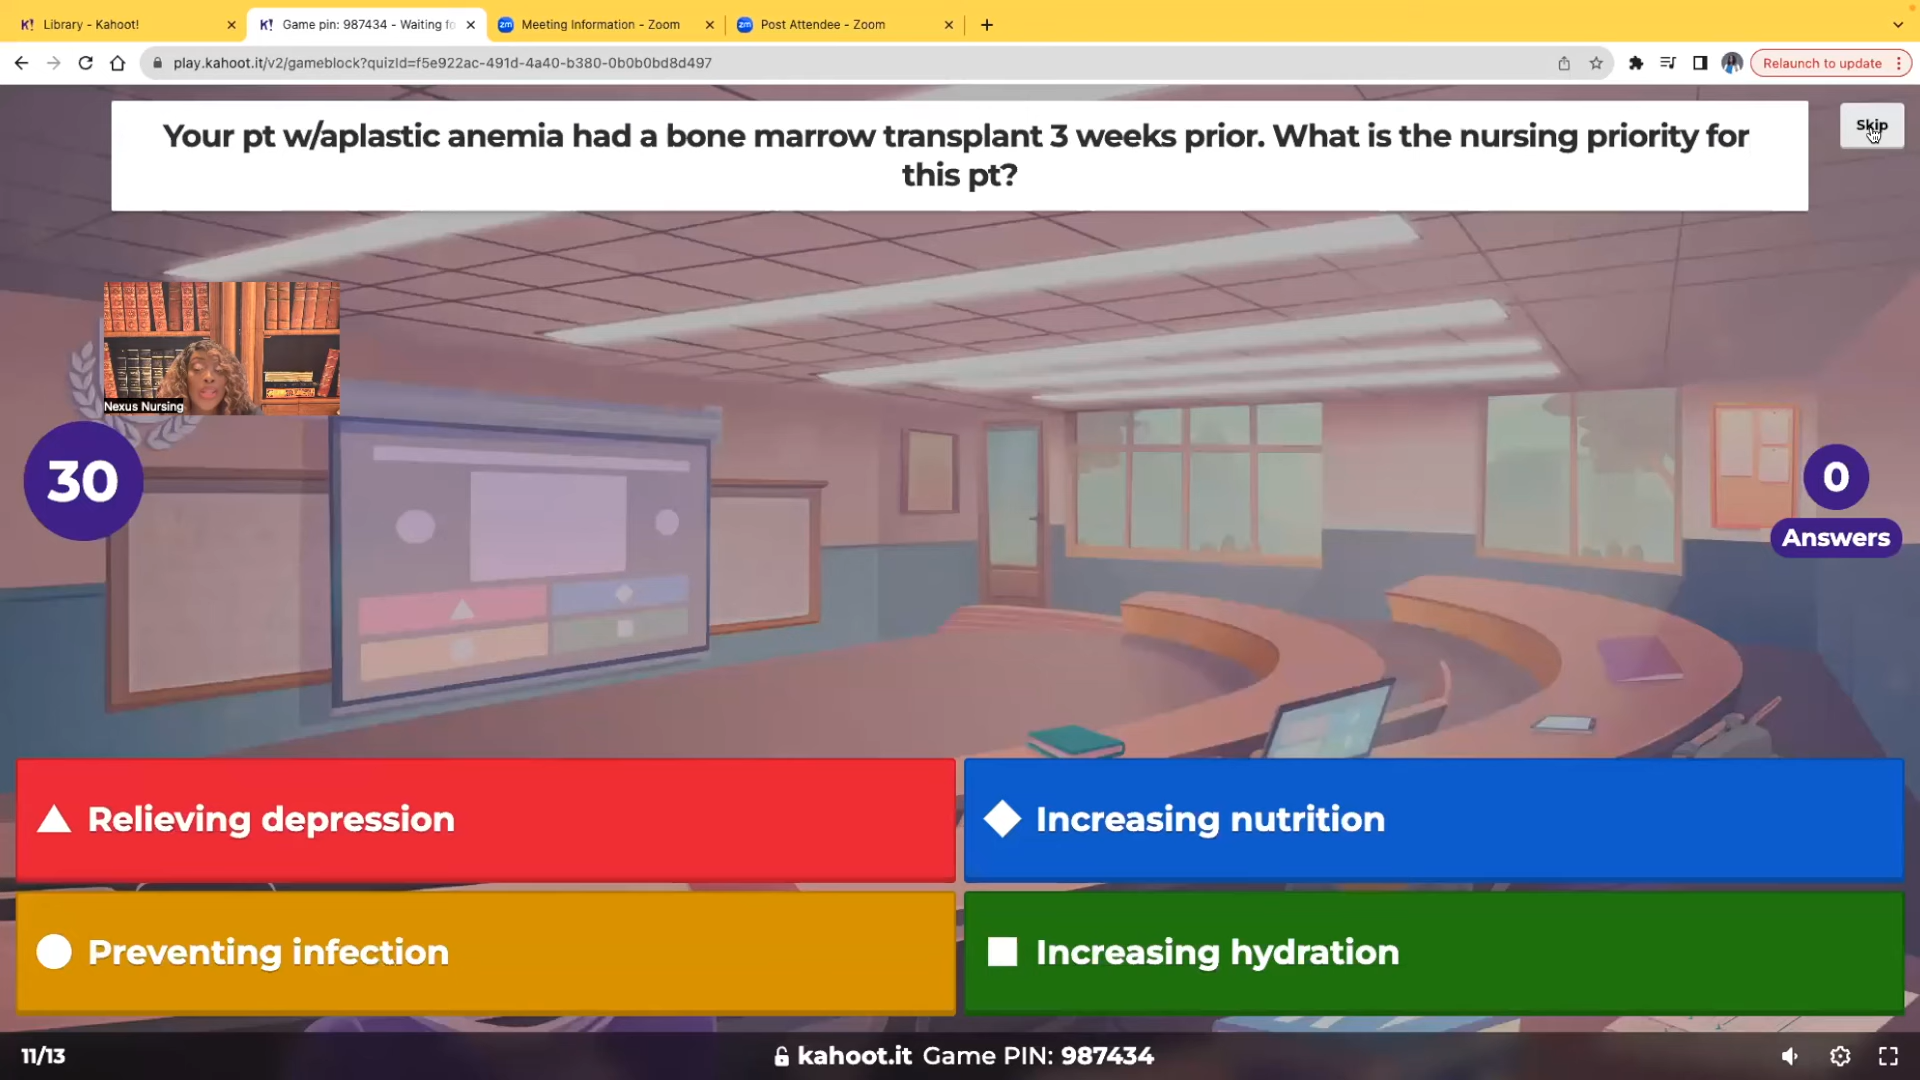 Library - Kahoot!
Game pin: 987434 - Waiting fo
Meeting Information - Zoom
Post Attendee - Zoom
play.kahoot.it/v2/gameblock?quizId=f5e922ac-491d-4a40-b380-0b0b0bd8d497
Relaunch to update
Your pt w/aplastic anemia had a bone marrow transplant 3 weeks prior. What is the nursing priority for
this pt?
Skip
Nexus Nursing
30
0
Answers
Relieving depression
Increasing nutrition
Preventing infection
Increasing hydration
11/13
kahoot.it Game PIN: 987434